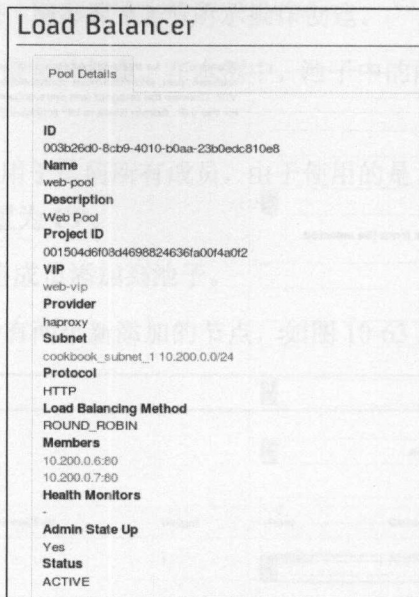 Load Balancer
Pool Details
ID
003b26d0-8cb9-4010-b0aa-23b0edc810e8
Name
web-pool
Description
Web Pool
Project ID
001504d6f08d4698824636fa00f4a0f2
VIP
web-vip
Provider
haproxy
Subnet
cookbook_subnet_1 10.200.0.0/24
Protocol
HTTP
Load Balancing Method
ROUND_ROBIN
Members
10.200.0.6:80
10.200.0.7:80
Health Monitors
-
Admin State Up
Yes
Status
ACTIVE